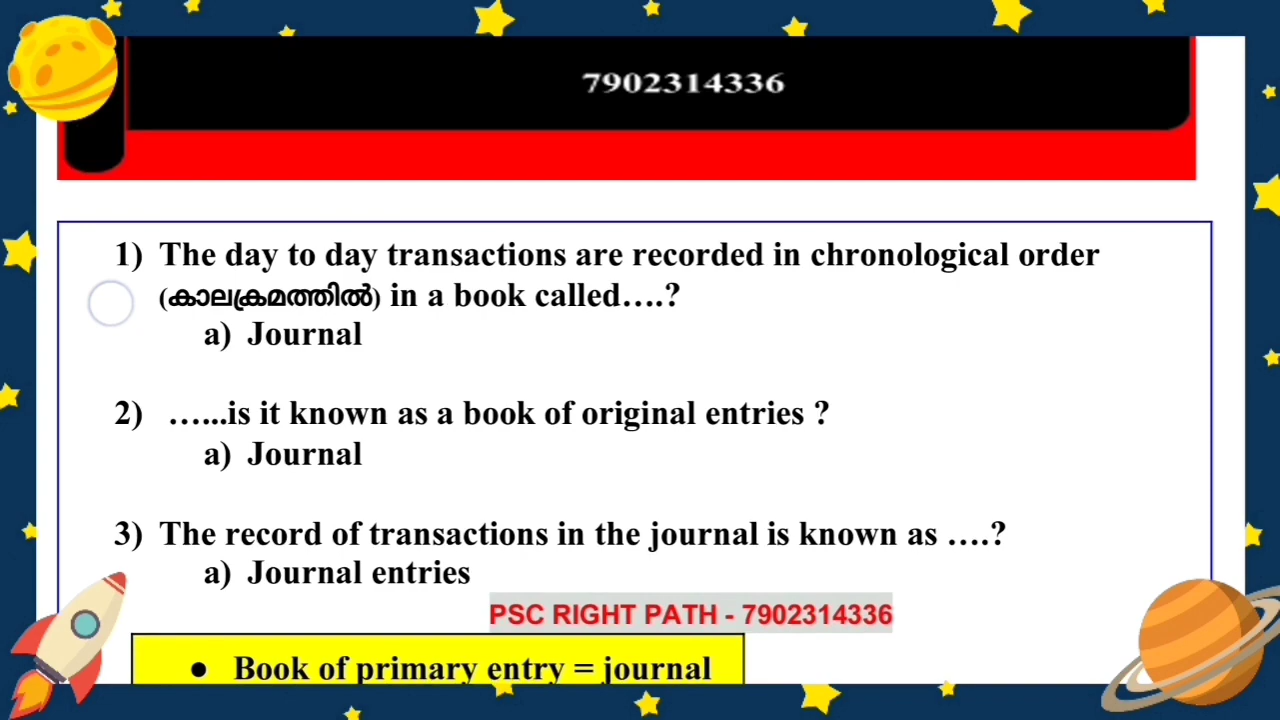 7902314336
1) The day to day transactions are recorded in chronological order
(കാലക്രമത്തിൽ) in a book called....?
a) Journal
2) ......is it known as a book of original entries ?
a) Journal
3) The record of transactions in the journal is known as ....?
a) Journal entries
PSC RIGHT PATH - 7902314336
● Book of primary entry = journal